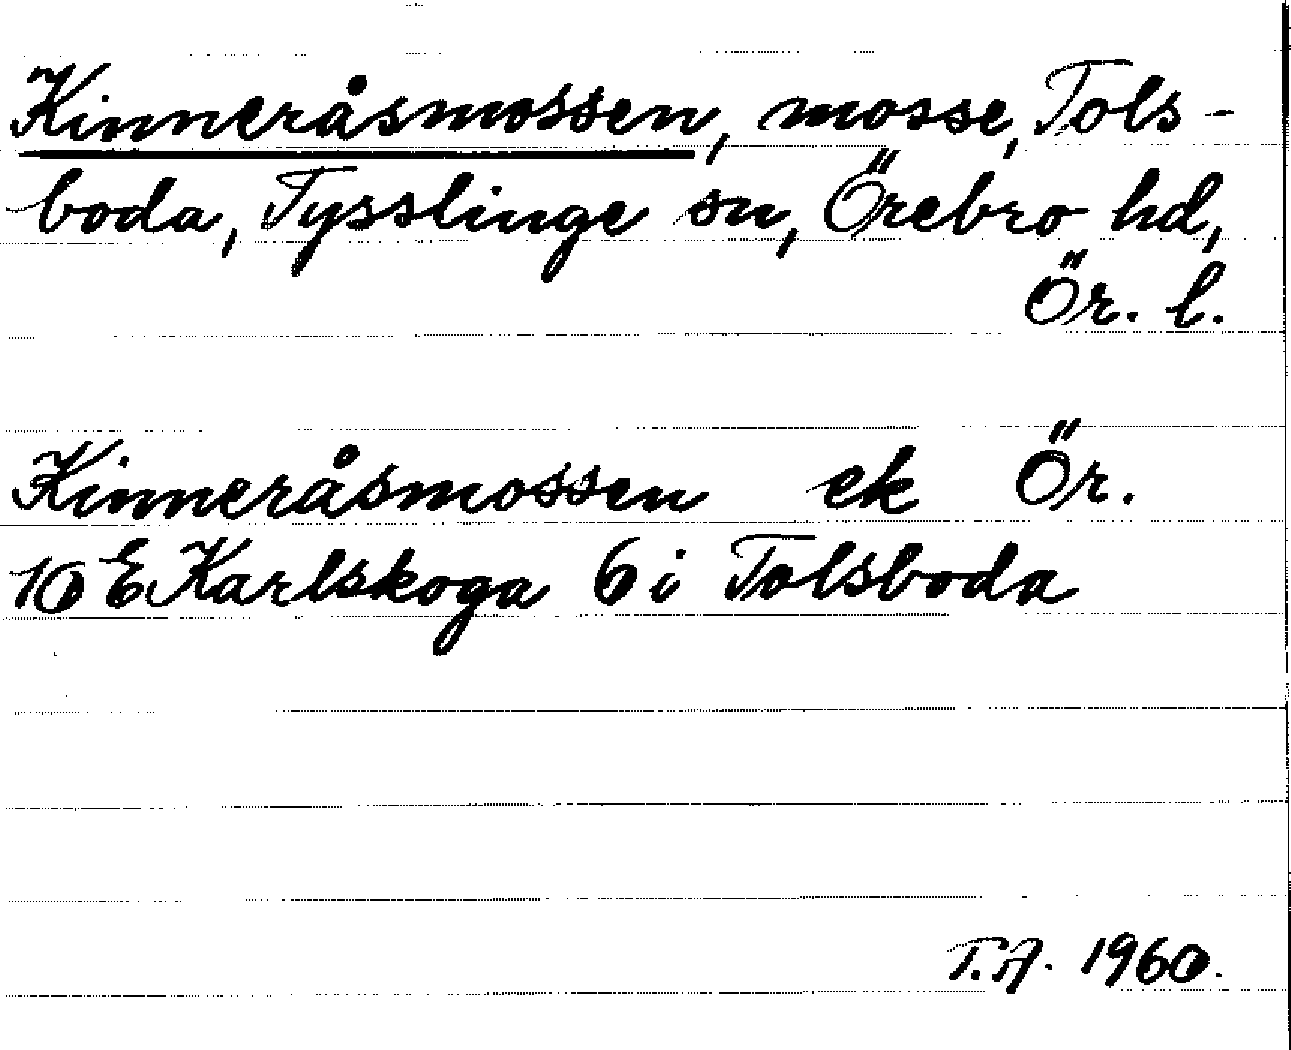 Kinneråsmossen, mosse, Tols-
boda, Tysslinge sn, Örebro hd,
Ör. l.
Kinneråsmossen ek Ör.
10 E Karlskoga 6 i Tolsboda
T.A. 1960.